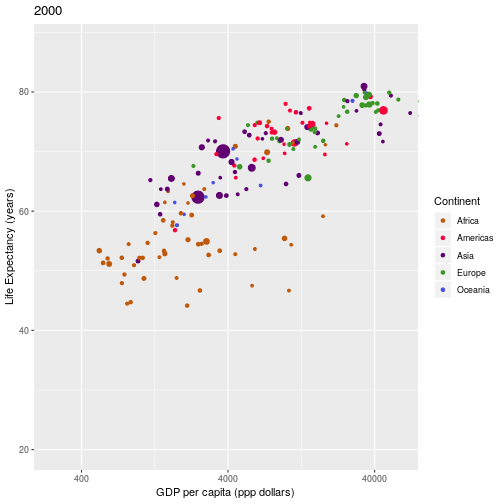 2000
Life Expectancy (years)
80
60
40
20
400
4000
40000
GDP per capita (ppp dollars)
Continent
Africa
Americas
Asia
Europe
Oceania